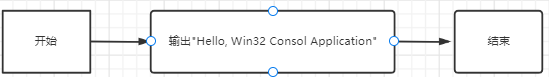 开始
输出"Hello, Win32 Consol Application"
结束